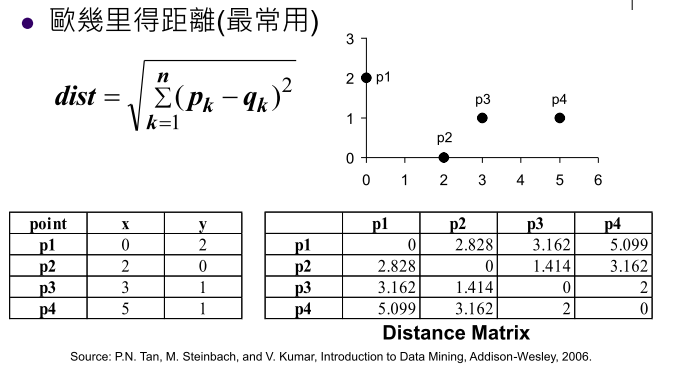 ● 歐幾里得距離(最常用)
dist = √ n Σ k=1 (pₖ − qₖ)²
3
2
1
0
p1
p2
p3
p4
0 1 2 3 4 5 6
point x y
p1 0 2
p2 2 0
p3 3 1
p4 5 1
p1 p2 p3 p4
p1 0 2.828 3.162 5.099
p2 2.828 0 1.414 3.162
p3 3.162 1.414 0 2
p4 5.099 3.162 2 0
Distance Matrix
Source: P.N. Tan, M. Steinbach, and V. Kumar, Introduction to Data Mining, Addison-Wesley, 2006.